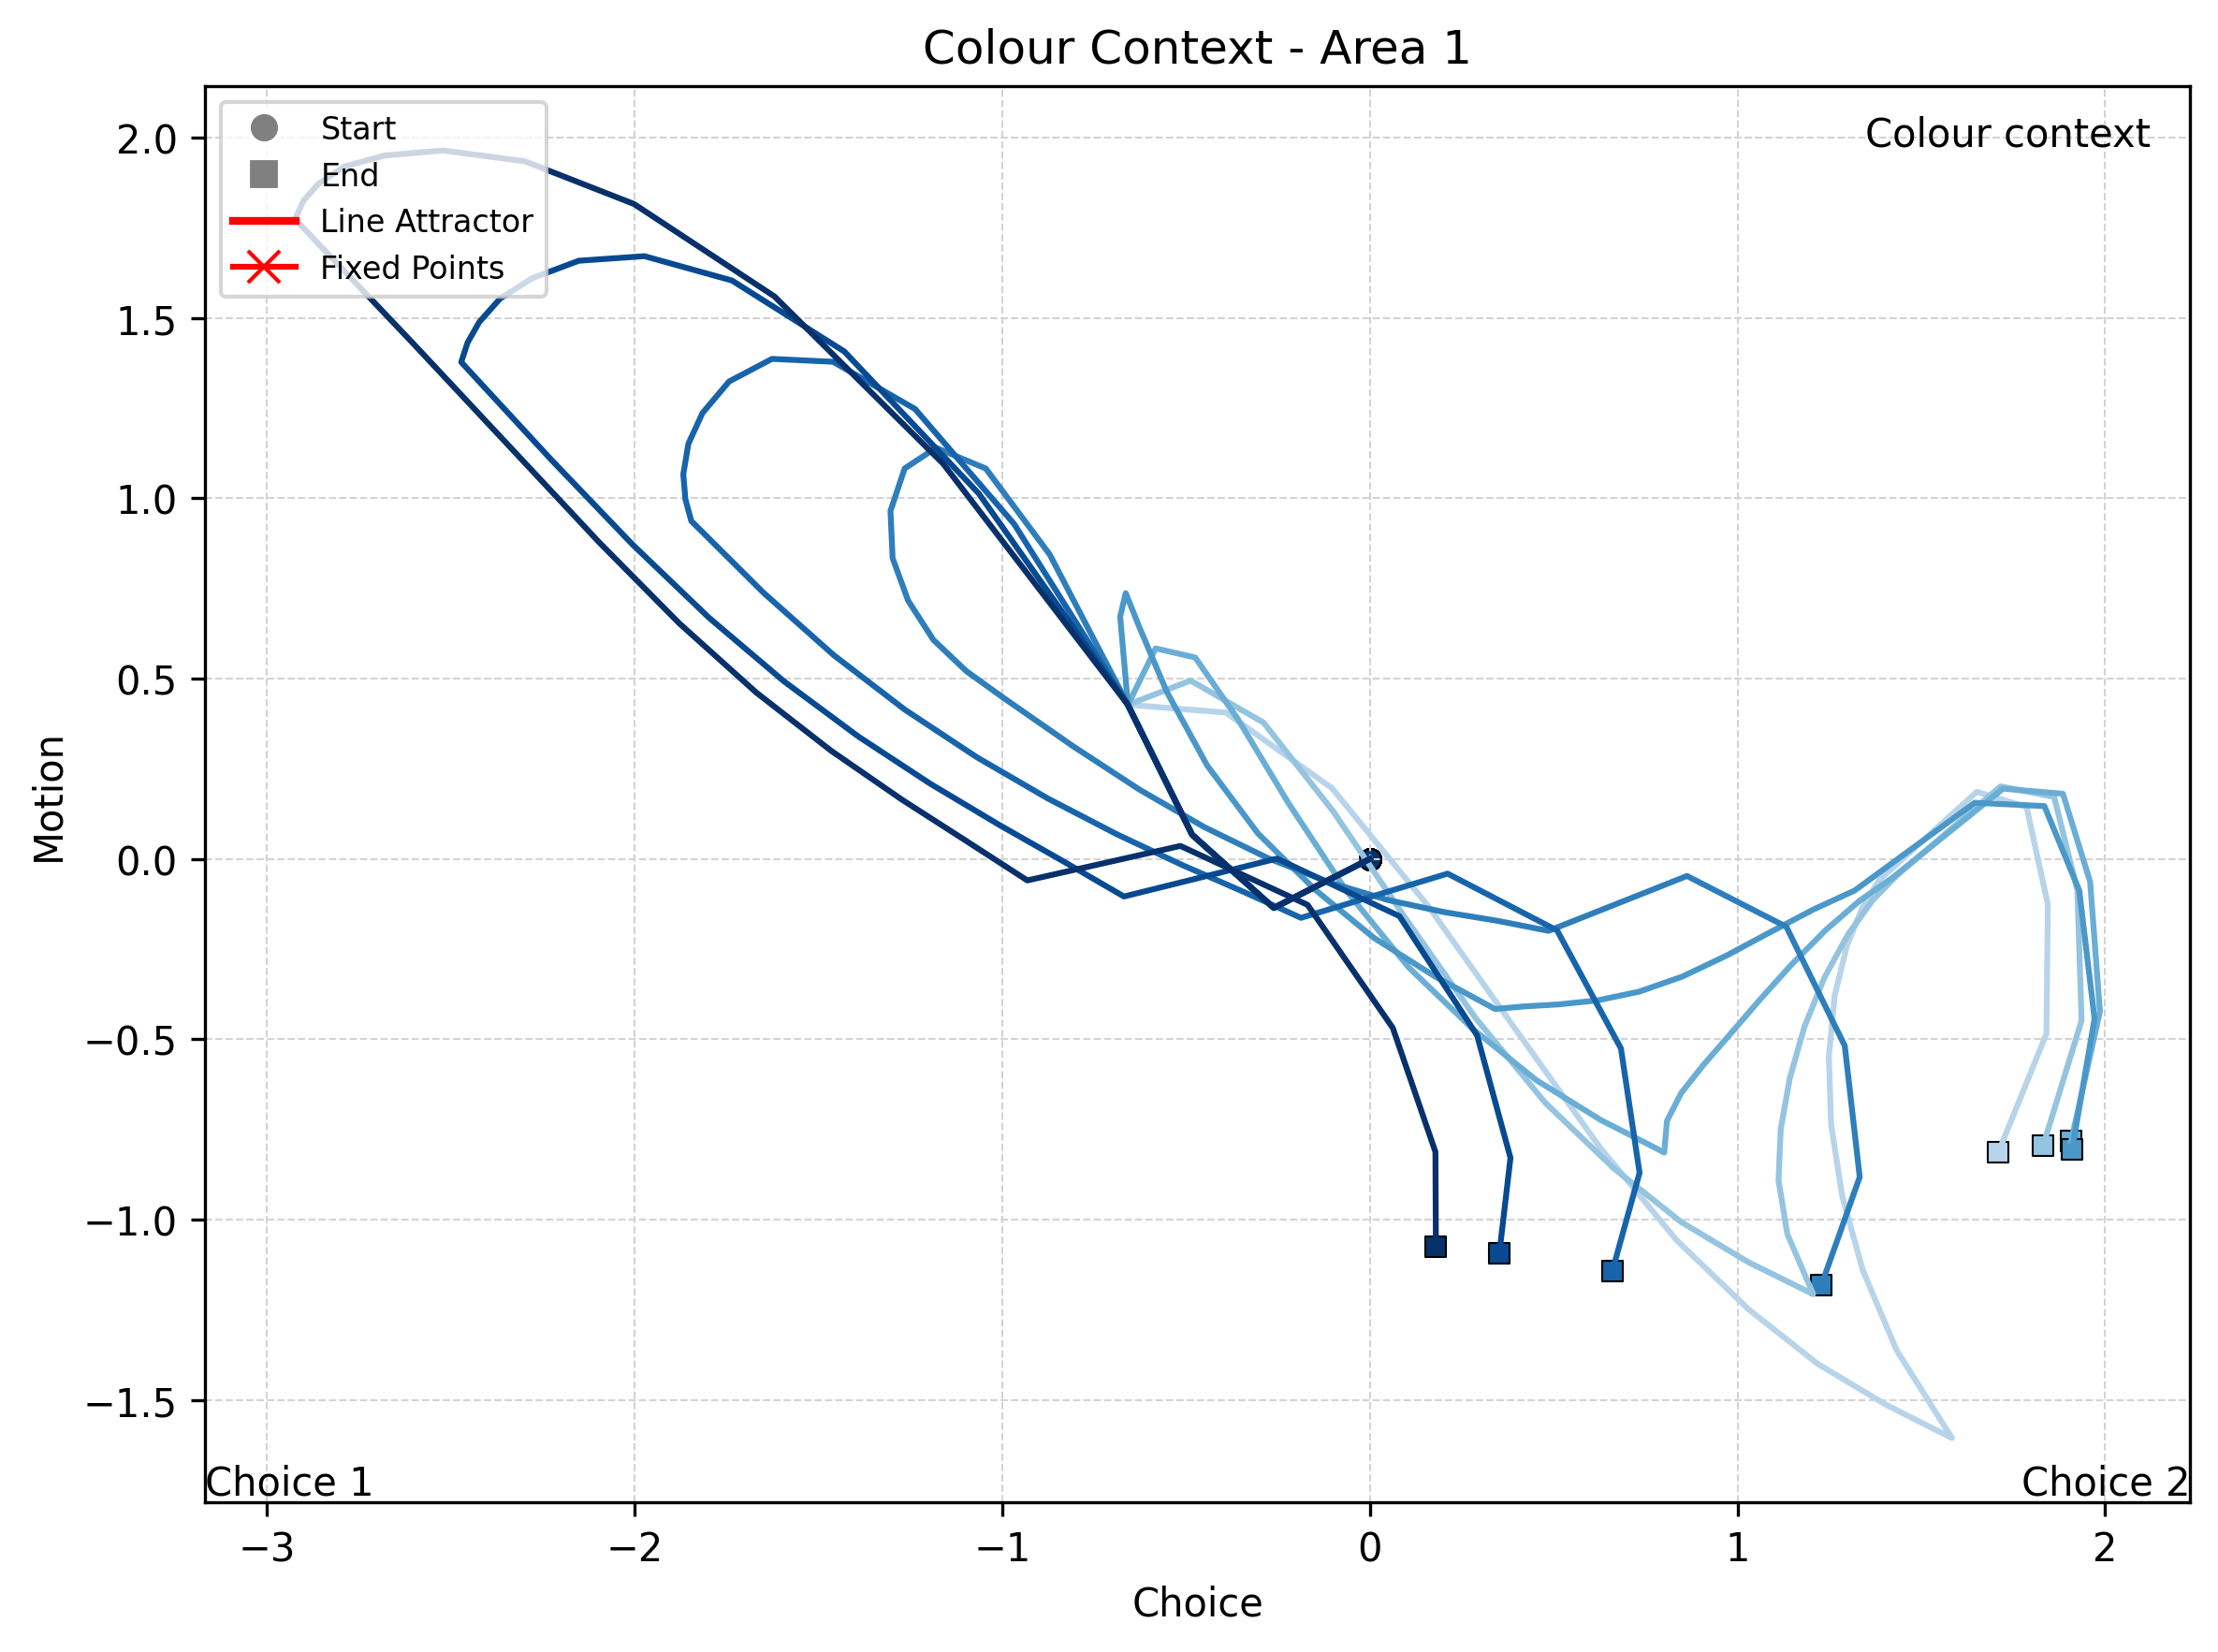 Colour Context - Area 1
Start
End
Line Attractor
Fixed Points
Colour context
2.0
1.5
1.0
0.5
0.0
−0.5
−1.0
−1.5
Motion
Choice 1
Choice 2
−3
−2
−1
0
1
2
Choice